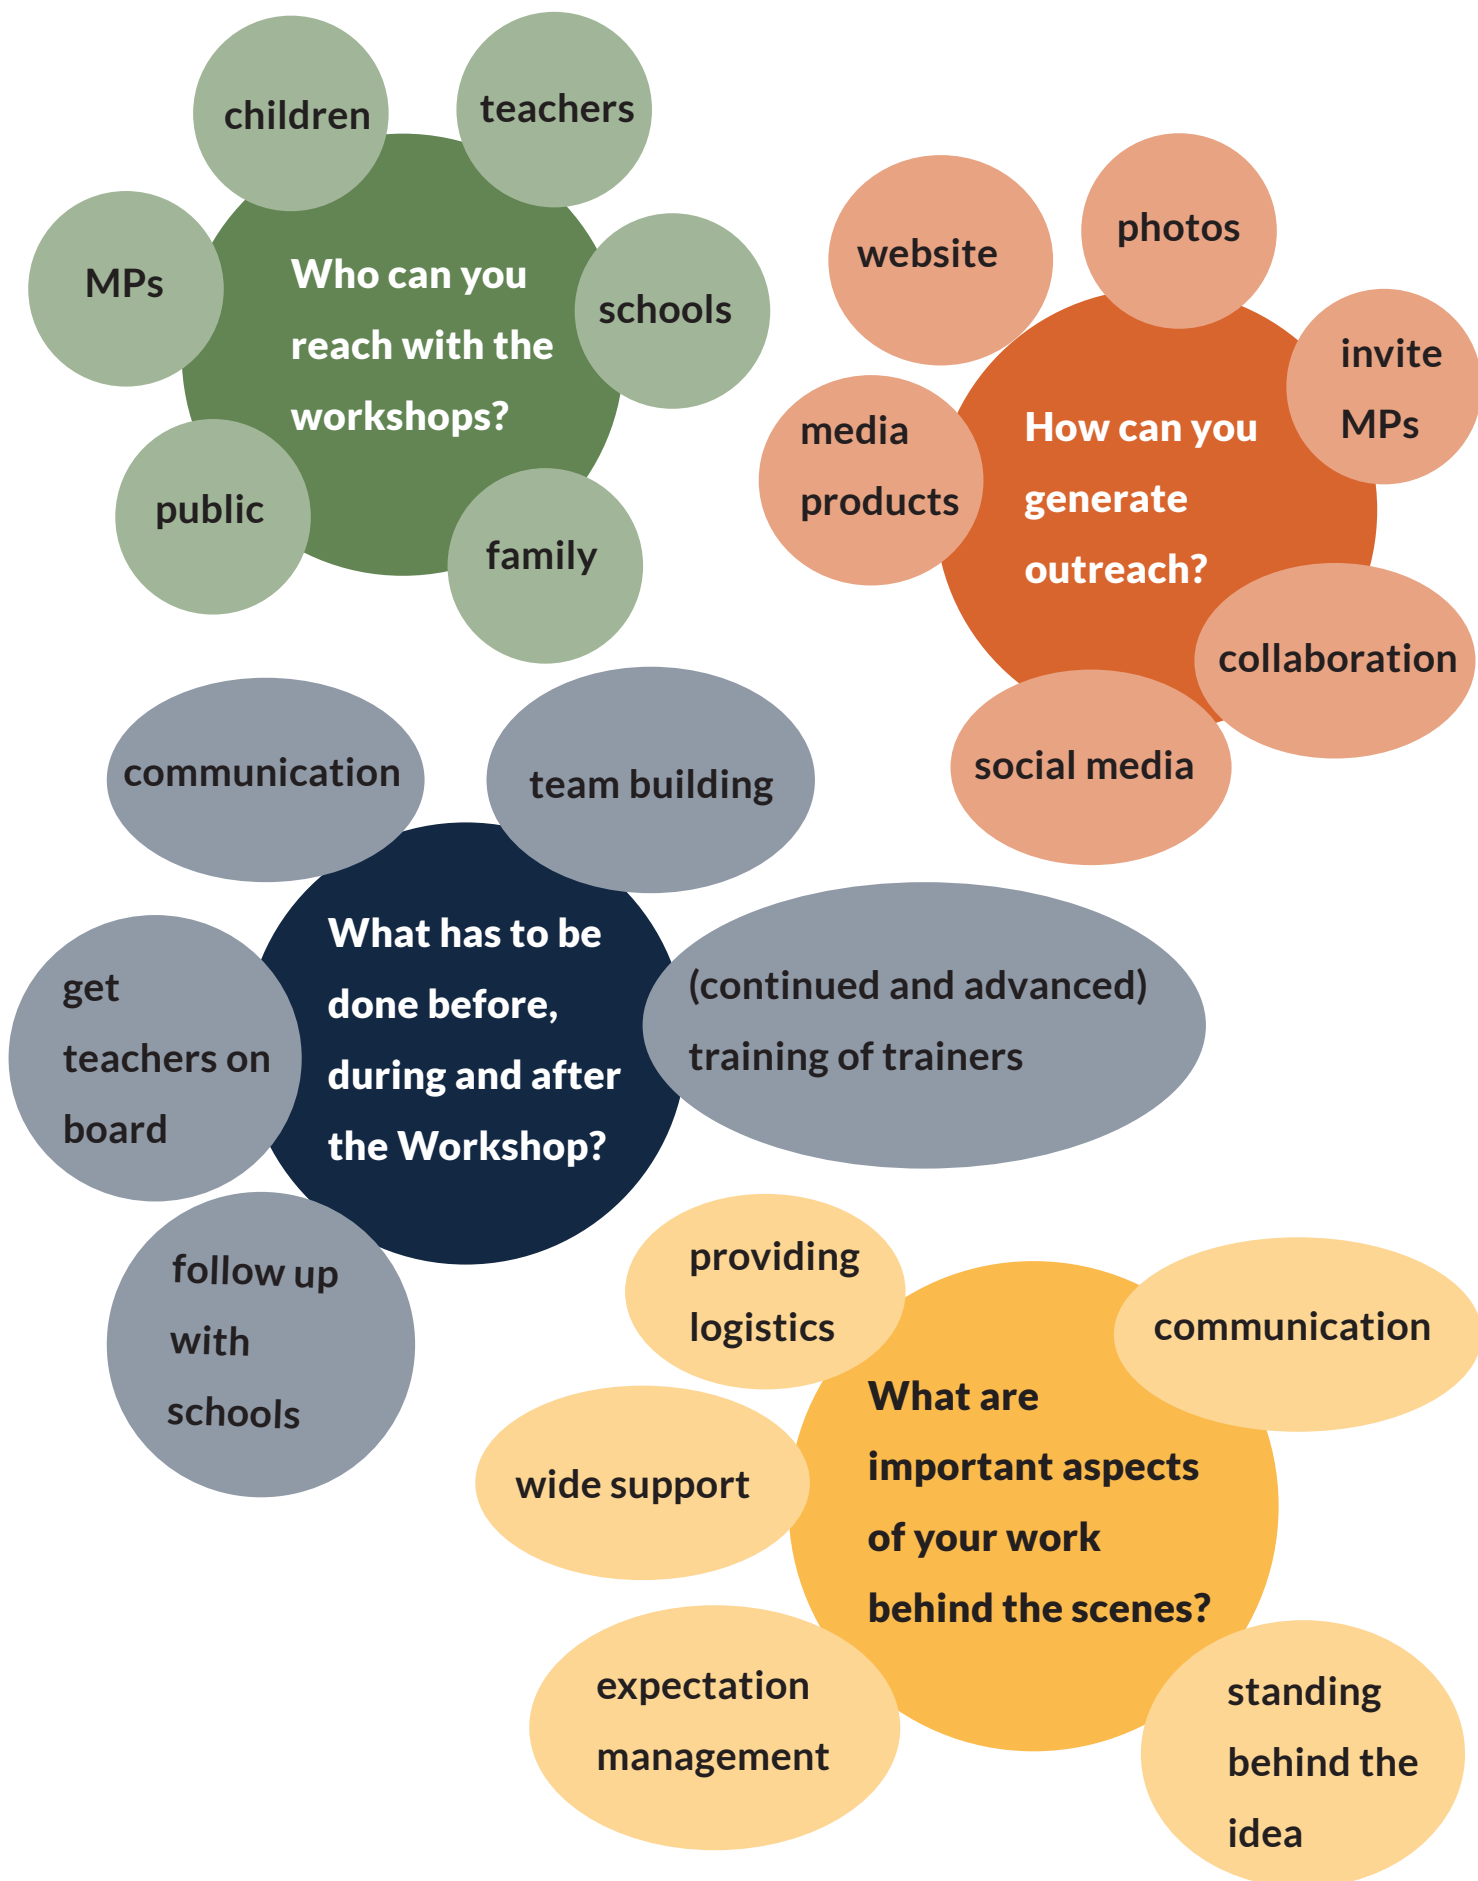 children
teachers
MPs
Who can you
reach with the
workshops?
schools
public
family
website
photos
invite
MPs
media
products
How can you
generate
outreach?
collaboration
social media
communication
team building
get
teachers on
board
What has to be
done before,
during and after
the Workshop?
(continued and advanced)
training of trainers
follow up
with
schools
providing
logistics
communication
wide support
What are
important aspects
of your work
behind the scenes?
expectation
management
standing
behind the
idea